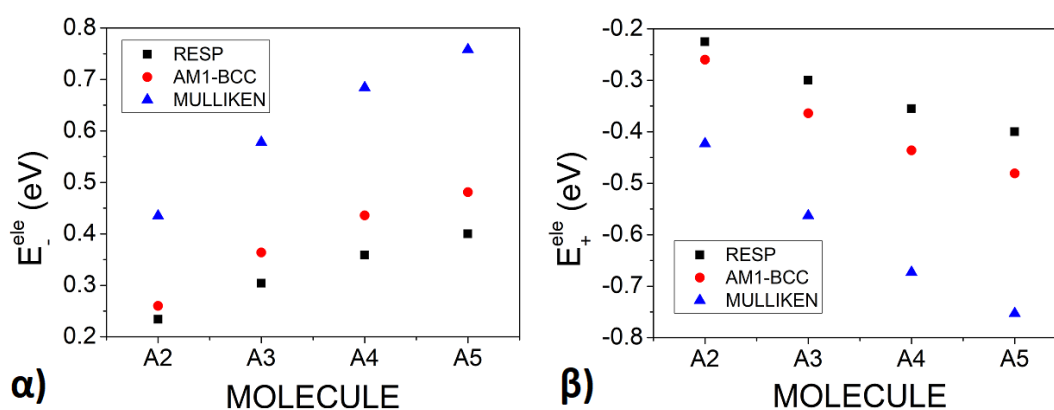 0.8
0.7
0.6
0.5
0.4
0.3
0.2
E_-^ele (eV)
RESP
AM1-BCC
MULLIKEN
A2 A3 A4 A5
MOLECULE
α)
-0.2
-0.3
-0.4
-0.5
-0.6
-0.7
-0.8
E_+^ele (eV)
RESP
AM1-BCC
MULLIKEN
A2 A3 A4 A5
MOLECULE
β)